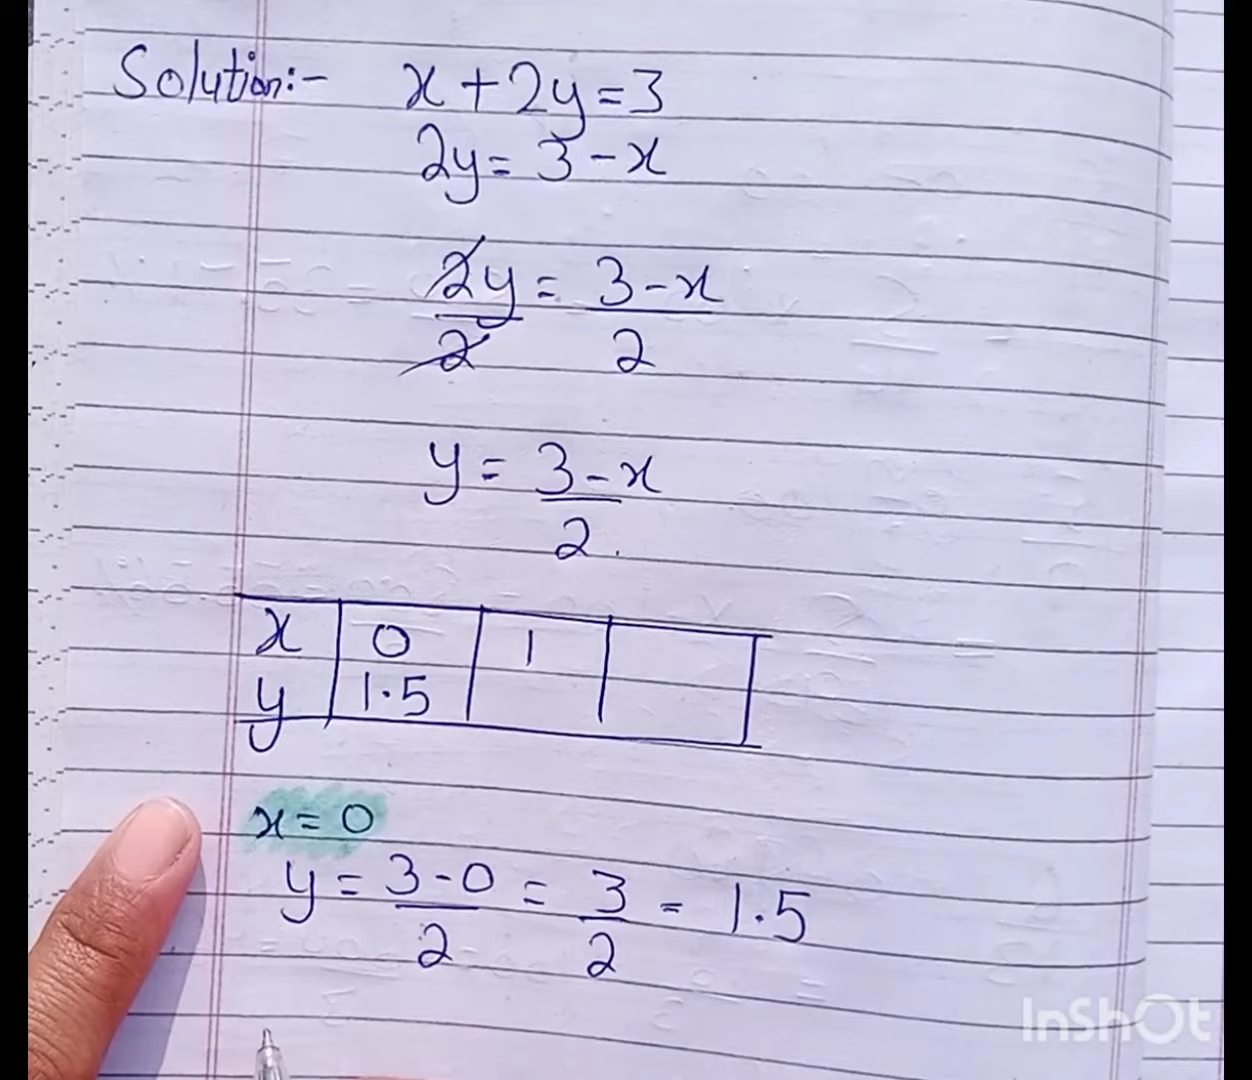 Solution:- x + 2y = 3
2y = 3 - x
2y/2 = 3-x/2
y = 3-x/2.
x 0 1
y 1.5
x = 0
y = 3-0/2 = 3/2 = 1.5
InShOt